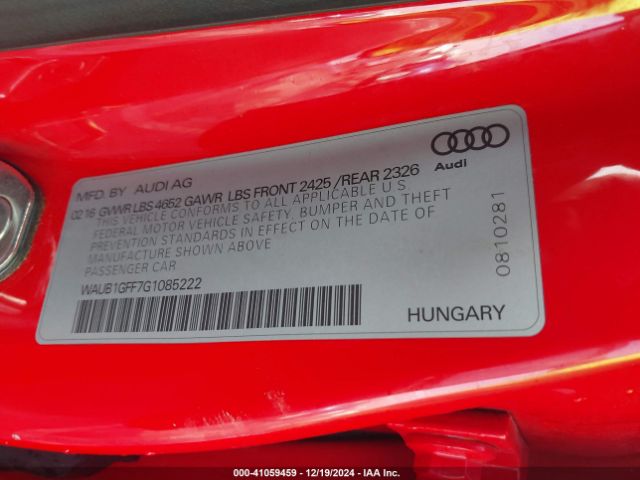 MFD. BY AUDI AG
0216 GVWR LBS 4652 GAWR LBS FRONT 2425 / REAR 2326
THIS VEHICLE CONFORMS TO ALL APPLICABLE U.S.
FEDERAL MOTOR VEHICLE SAFETY, BUMPER AND THEFT
PREVENTION STANDARDS IN EFFECT ON THE DATE OF
MANUFACTURE SHOWN ABOVE
PASSENGER CAR
WAUB1GFF7G1085222
Audi
0810281
HUNGARY
000-41059459 - 12/19/2024 - IAA Inc.